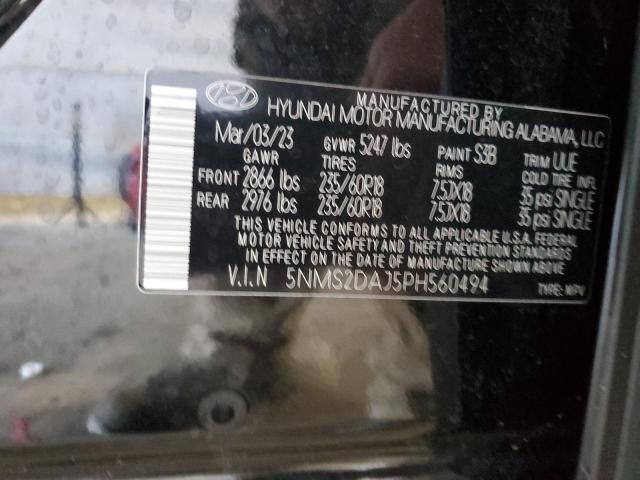 MANUFACTURED BY
HYUNDAI MOTOR MANUFACTURING ALABAMA, LLC
Mar/03/23 GVWR 5247 lbs PAINT S3B TRIM UUE
GAWR TIRES RIMS COLD TIRE INFL
FRONT 2866 lbs 235/60R18 7.5JX18 35 psi SINGLE
REAR 2976 lbs 235/60R18 7.5JX18 35 psi SINGLE
THIS VEHICLE CONFORMS TO ALL APPLICABLE U.S.A. FEDERAL
MOTOR VEHICLE SAFETY AND THEFT PREVENTION STANDARDS
IN EFFECT ON THE DATE OF MANUFACTURE SHOWN ABOVE.
V.I.N 5NMS2DAJ5PH560494 TYPE: MPV